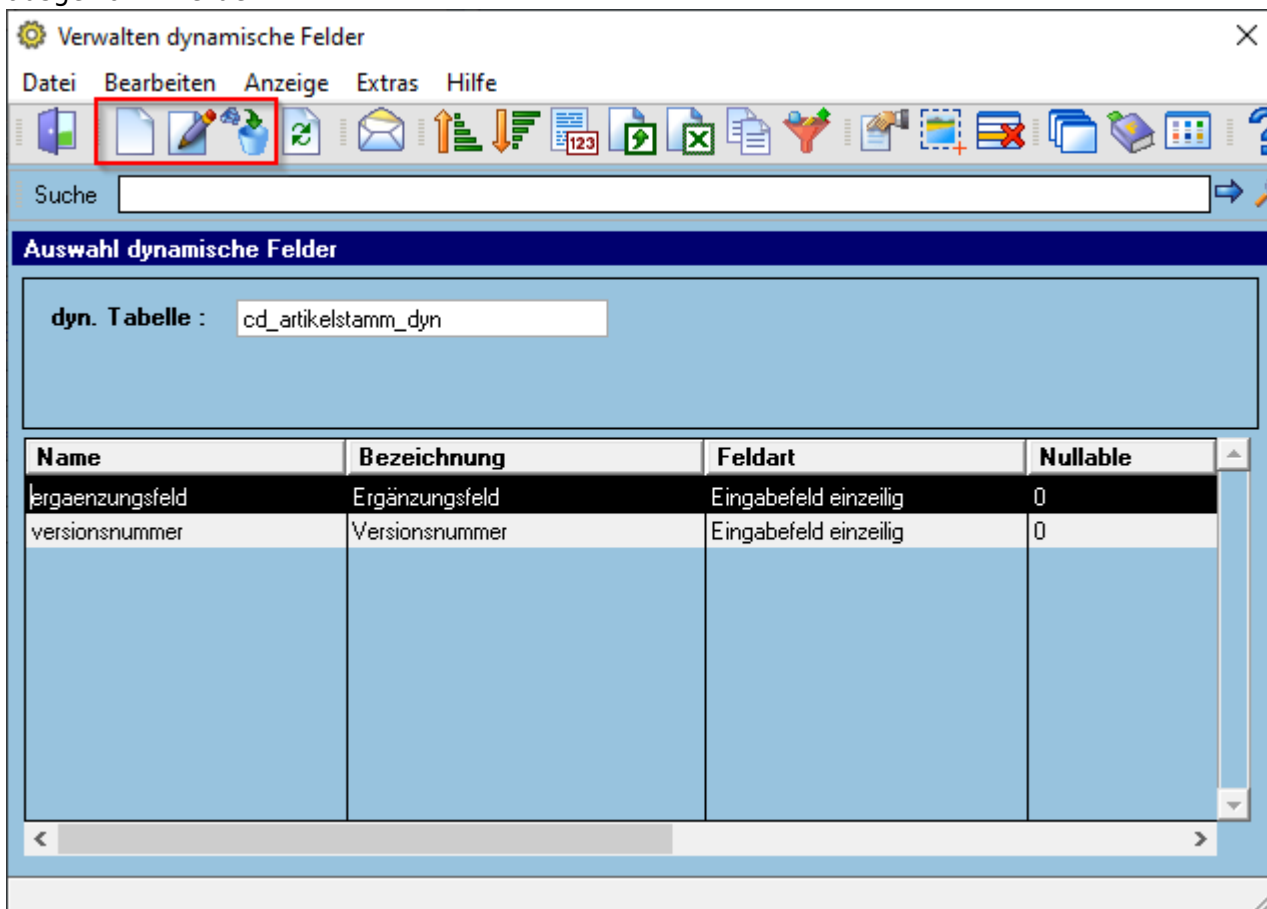 Verwalten dynamische Felder
Datei Bearbeiten Anzeige Extras Hilfe
123
Suche
Auswahl dynamische Felder
dyn. Tabelle : cd_artikelstamm_dyn
Name Bezeichnung Feldart Nullable
ergaenzungsfeld Ergänzungsfeld Eingabefeld einzeilig 0
versionsnummer Versionsnummer Eingabefeld einzeilig 0